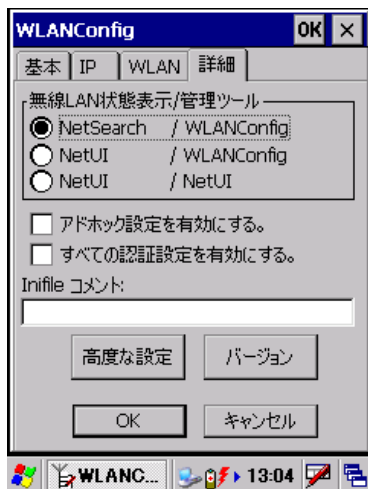 WLANConfig OK ×
基本 IP WLAN 詳細
無線LAN状態表示/管理ツール
NetSearch / WLANConfig
NetUI / WLANConfig
NetUI / NetUI
アドホック設定を有効にする。
すべての認証設定を有効にする。
Inifile コメント:
高度な設定 バージョン
OK キャンセル
WLANC... 13:04